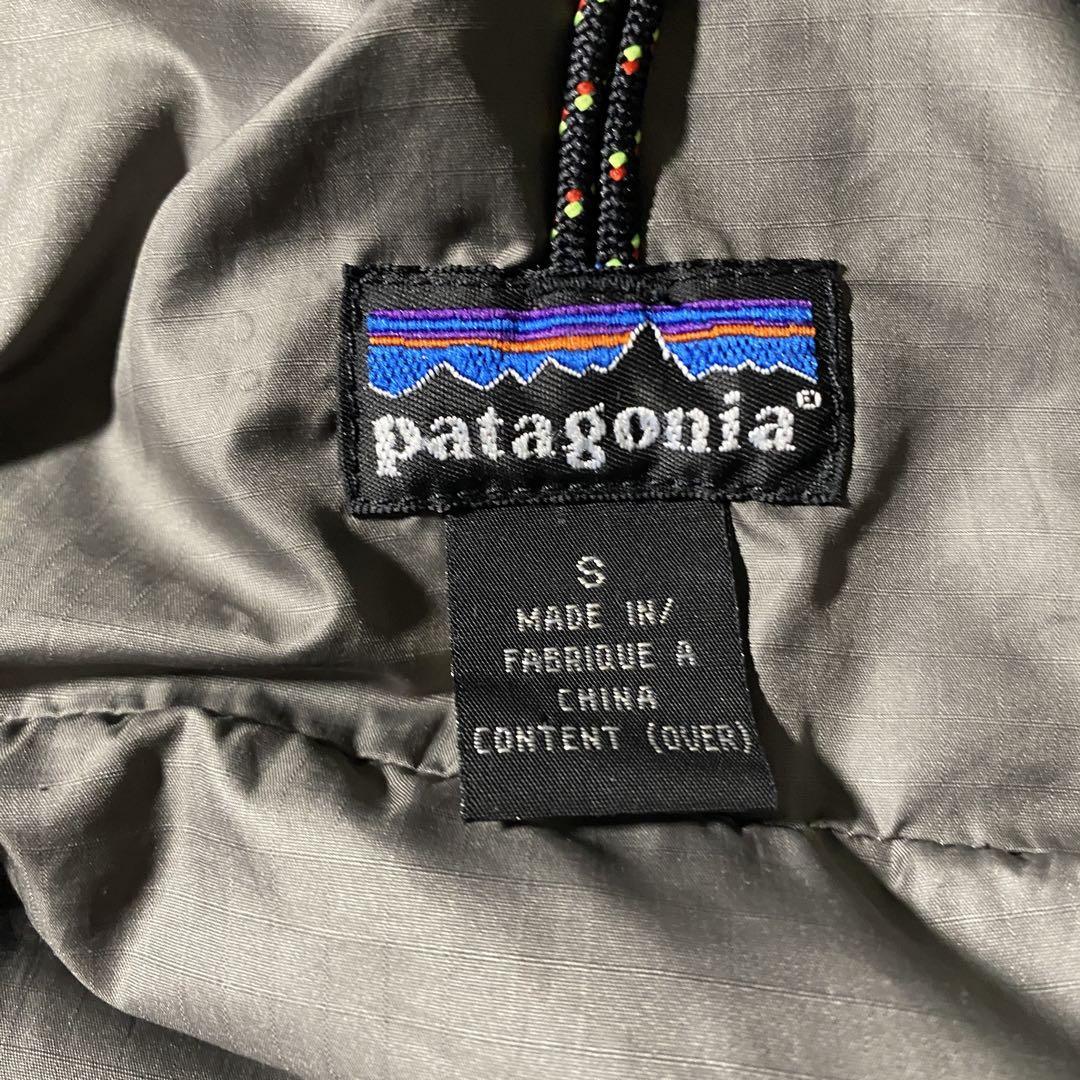 patagonia®
S
MADE IN/
FABRIQUE A
CHINA
CONTENT (OVER)